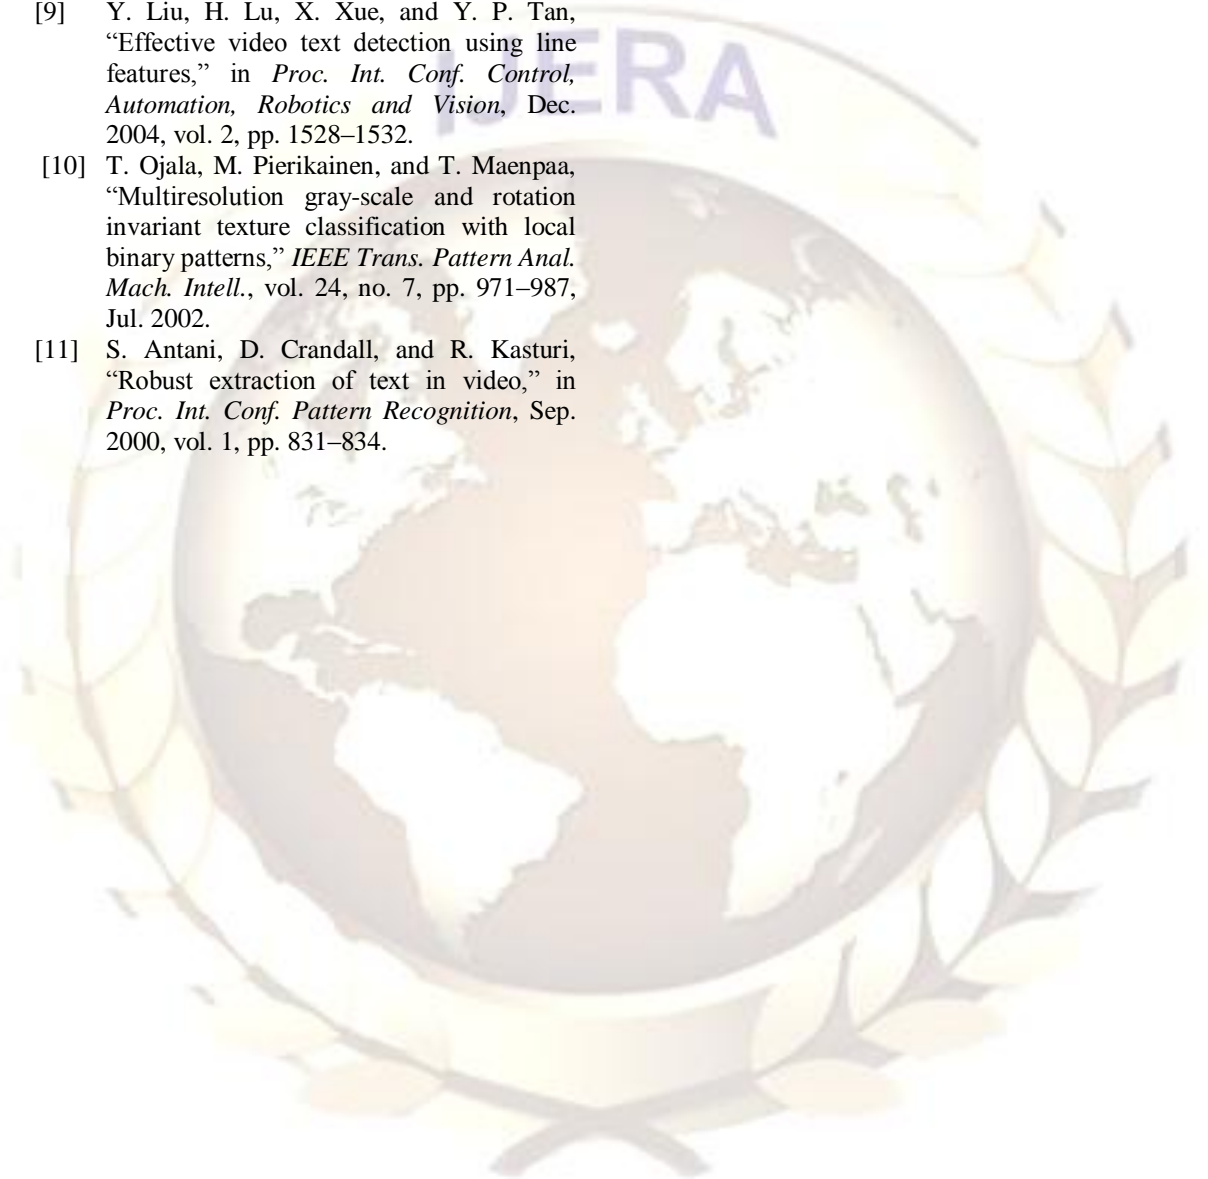 IJERA
[9] Y. Liu, H. Lu, X. Xue, and Y. P. Tan,
“Effective video text detection using line
features,” in Proc. Int. Conf. Control,
Automation, Robotics and Vision, Dec.
2004, vol. 2, pp. 1528–1532.
[10] T. Ojala, M. Pierikainen, and T. Maenpaa,
“Multiresolution gray-scale and rotation
invariant texture classification with local
binary patterns,” IEEE Trans. Pattern Anal.
Mach. Intell., vol. 24, no. 7, pp. 971–987,
Jul. 2002.
[11] S. Antani, D. Crandall, and R. Kasturi,
“Robust extraction of text in video,” in
Proc. Int. Conf. Pattern Recognition, Sep.
2000, vol. 1, pp. 831–834.